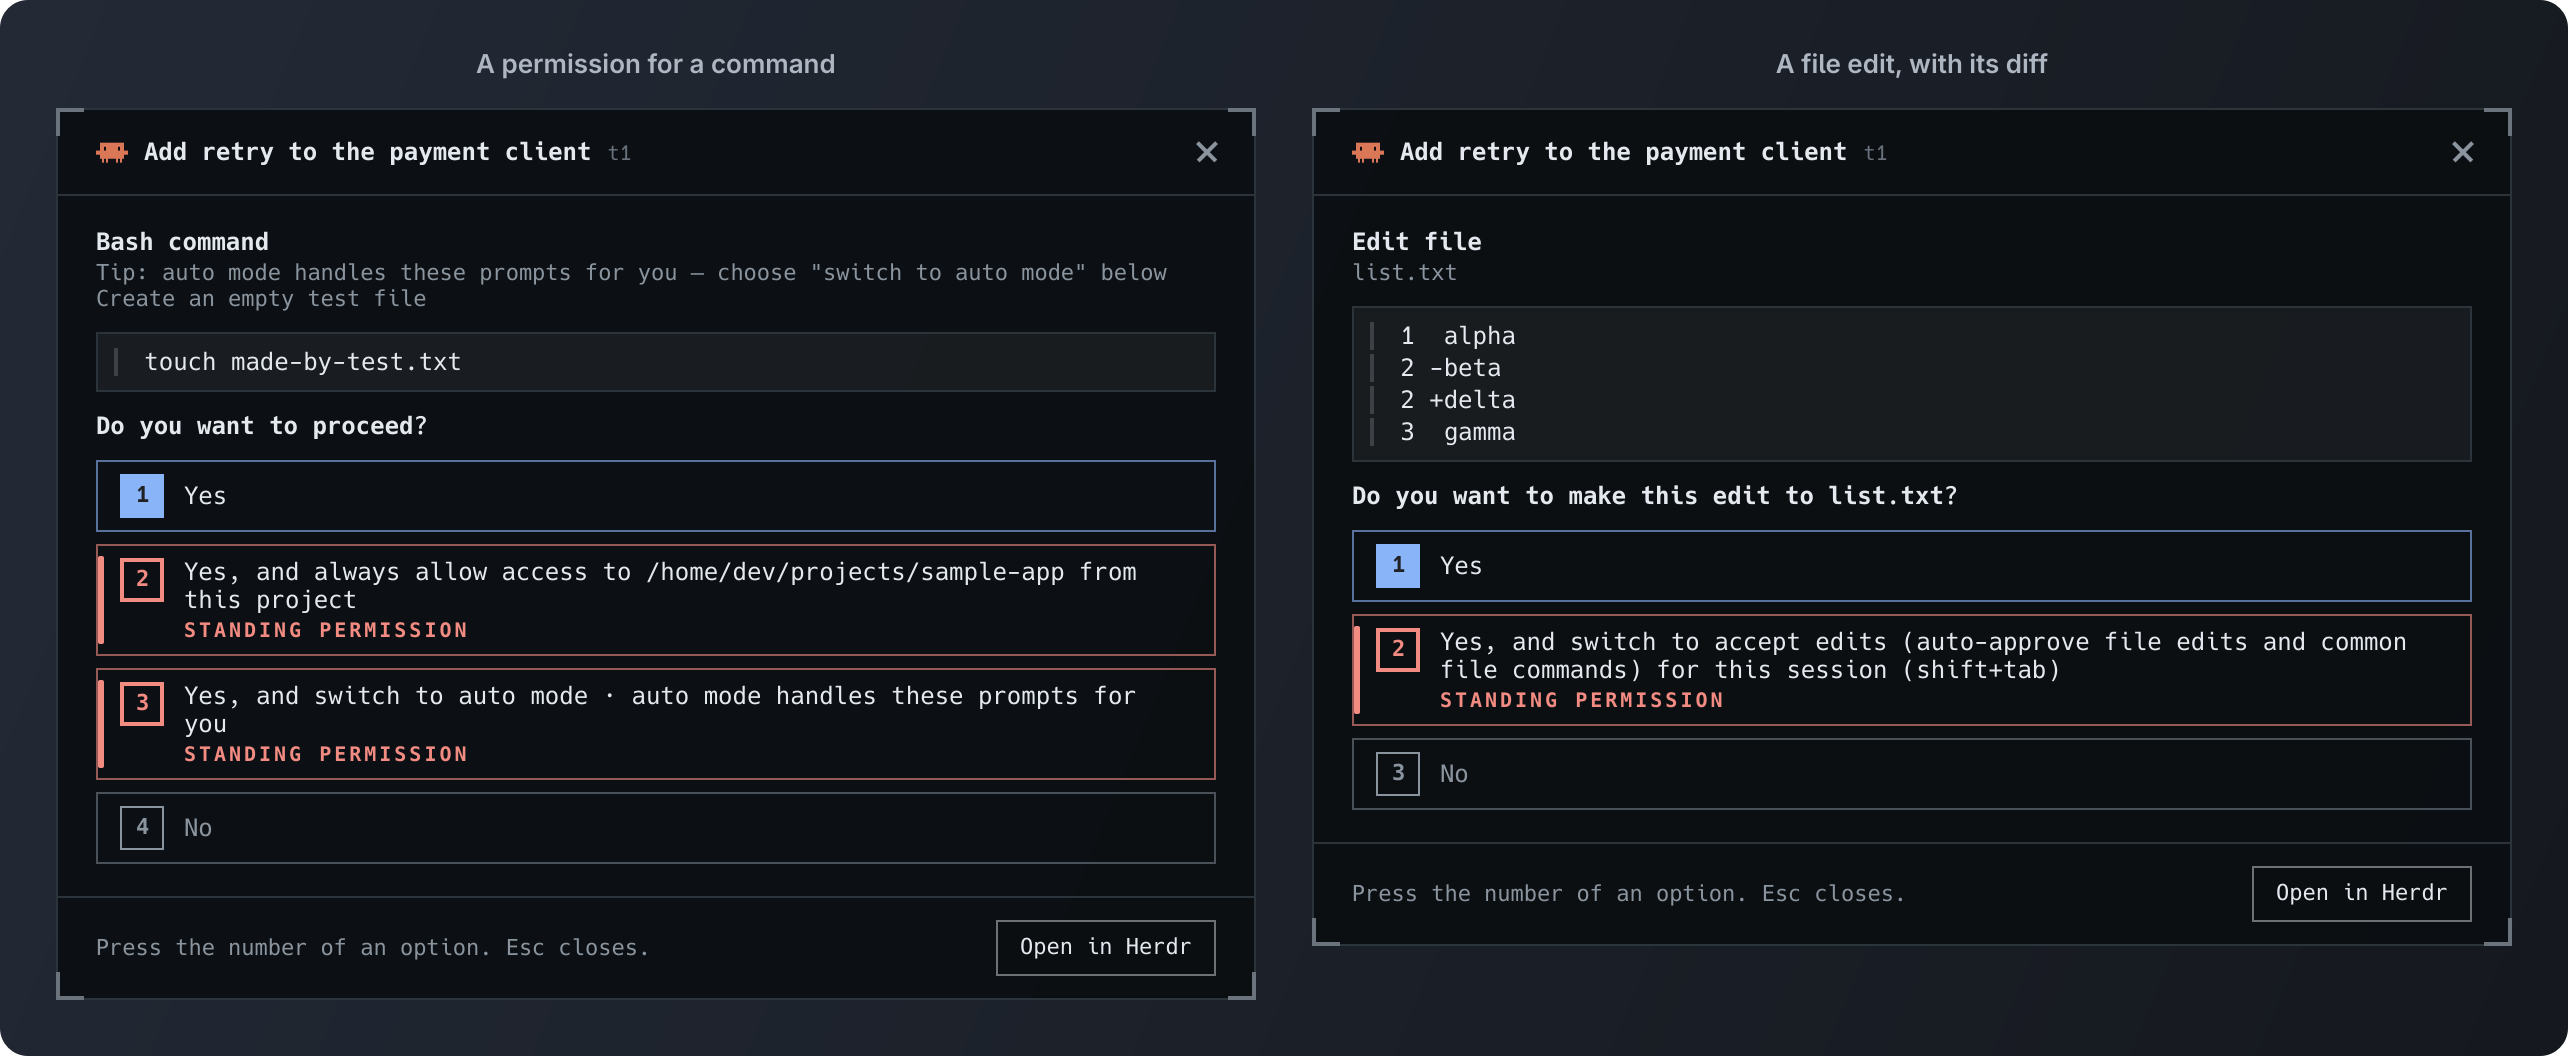 A permission for a command
Add retry to the payment client t1
Bash command
Tip: auto mode handles these prompts for you — choose "switch to auto mode" below
Create an empty test file
touch made-by-test.txt
Do you want to proceed?
1 Yes
2 Yes, and always allow access to /home/dev/projects/sample-app from
this project
STANDING PERMISSION
3 Yes, and switch to auto mode · auto mode handles these prompts for
you
STANDING PERMISSION
4 No
Press the number of an option. Esc closes.
Open in Herdr
A file edit, with its diff
Add retry to the payment client t1
Edit file
list.txt
1  alpha
2 -beta
2 +delta
3  gamma
Do you want to make this edit to list.txt?
1 Yes
2 Yes, and switch to accept edits (auto-approve file edits and common
file commands) for this session (shift+tab)
STANDING PERMISSION
3 No
Press the number of an option. Esc closes.
Open in Herdr